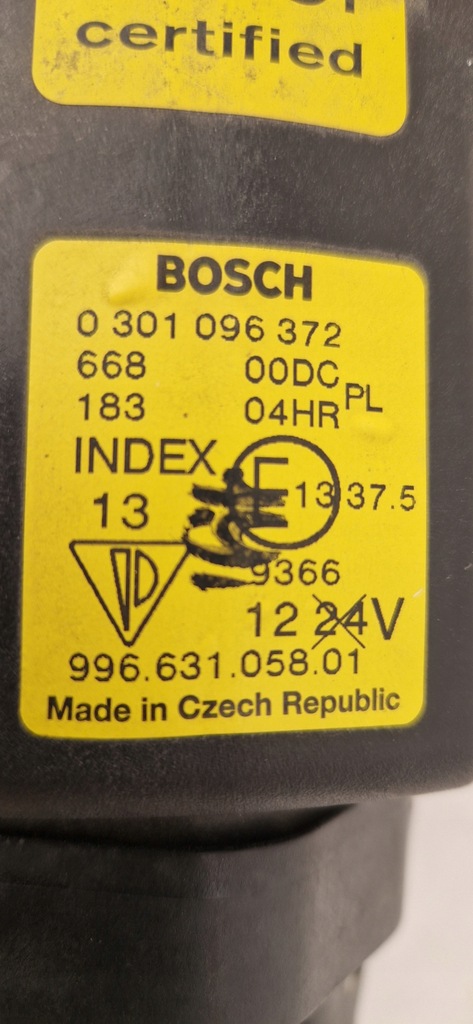 certified
BOSCH
0 301 096 372
668 00DC
183 04HR PL
INDEX
13 E 13 37.5
9366
12 24V
996.631.058.01
Made in Czech Republic